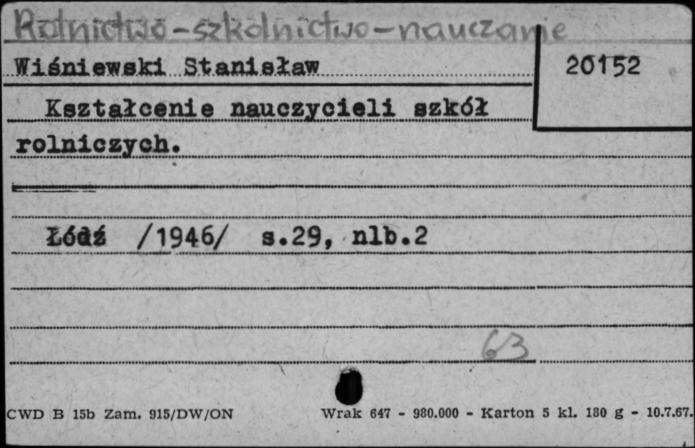 Rolnictwo-szkolnictwo-nauczanie
Wiśniewski Stanisław
20152
Kształcenie nauczycieli szkół
rolniczych.
Łódź /1946/ s.29, nlb.2
63
CWD B 15b Zam. 915/DW/ON Wrak 647 - 980.000 - Karton 5 kl. 180 g - 10.7.67.